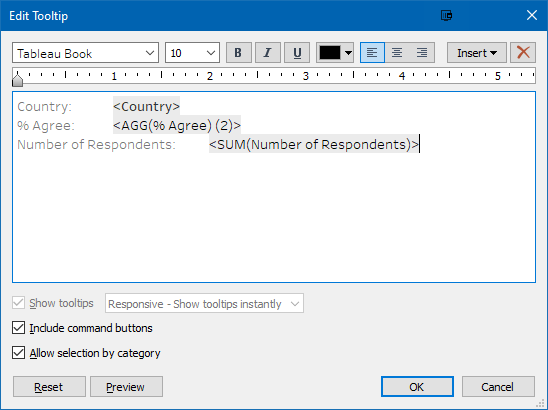 Edit Tooltip
Tableau Book 10 B I U Insert
1 2 3 4 5
Country: <Country>
% Agree: <AGG(% Agree) (2)>
Number of Respondents: <SUM(Number of Respondents)>
Show tooltips Responsive - Show tooltips instantly
Include command buttons
Allow selection by category
Reset Preview OK Cancel